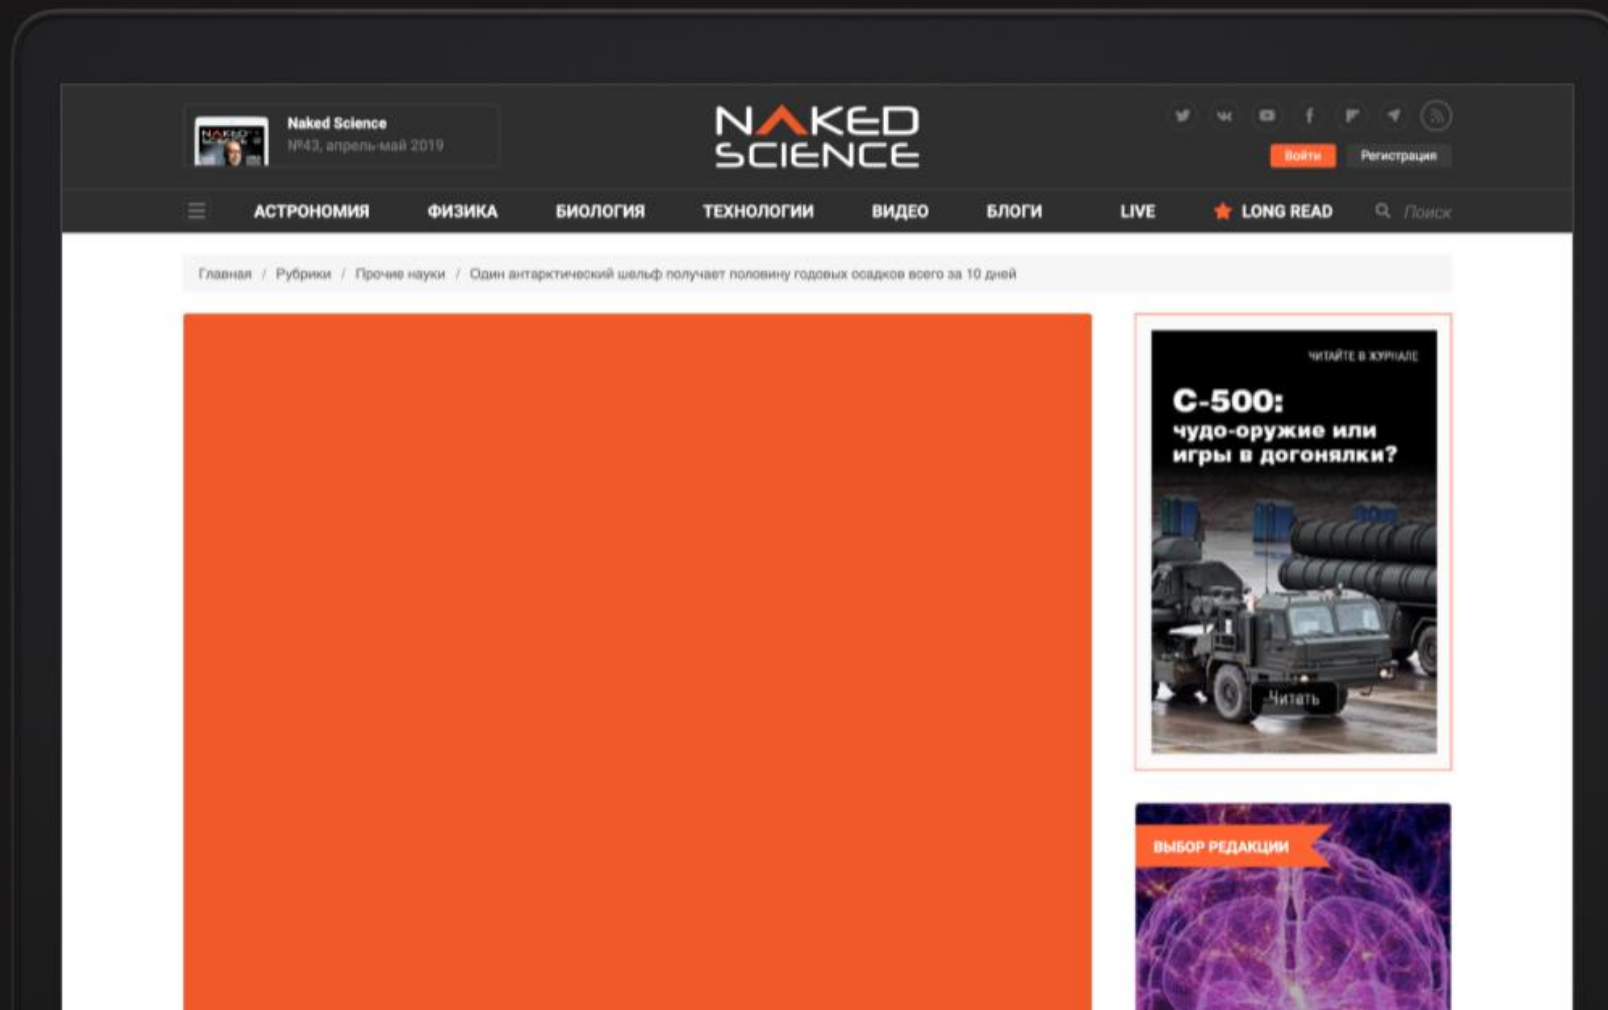 Naked Science
№43, апрель-май 2019
NAKED
SCIENCE
Войти
Регистрация
АСТРОНОМИЯ
ФИЗИКА
БИОЛОГИЯ
ТЕХНОЛОГИИ
ВИДЕО
БЛОГИ
LIVE
LONG READ
Поиск
Главная / Рубрики / Прочие науки / Один антарктический шельф получает половину годовых осадков всего за 10 дней
ЧИТАЙТЕ В ЖУРНАЛЕ
С-500:
чудо-оружие или
игры в догонялки?
Читать
ВЫБОР РЕДАКЦИИ